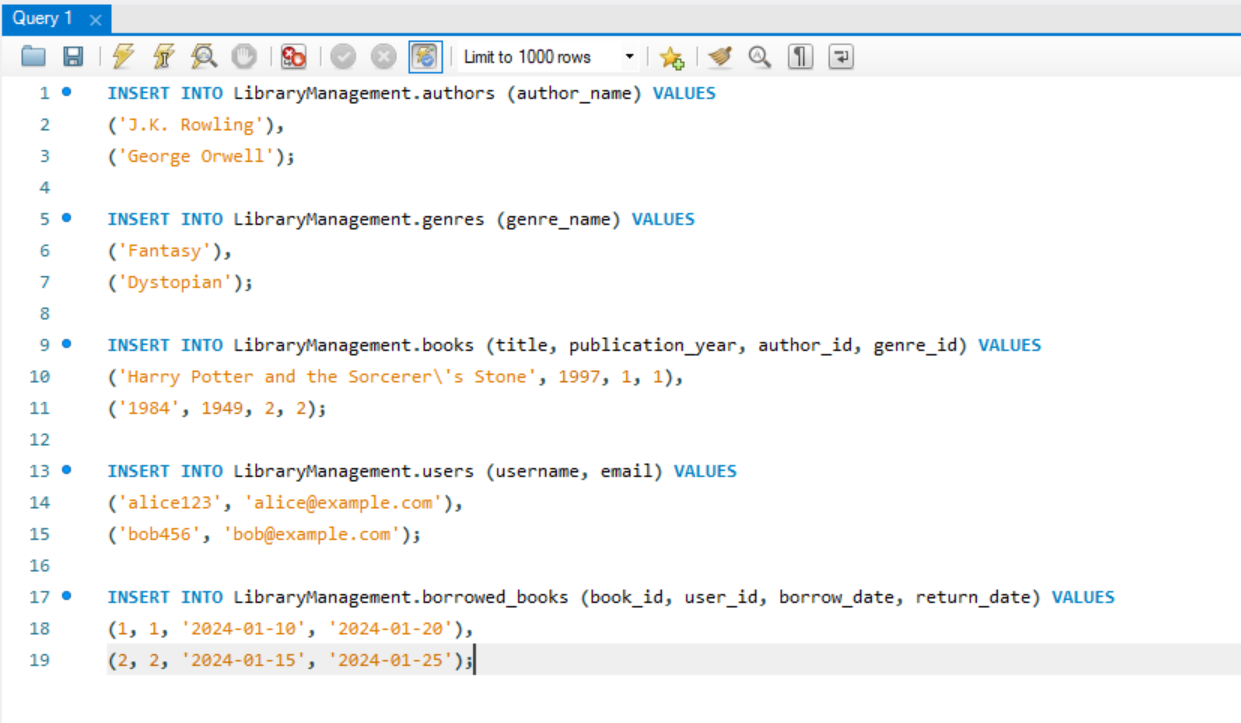 Query 1
Limit to 1000 rows
1 INSERT INTO LibraryManagement.authors (author_name) VALUES
2 ('J.K. Rowling'),
3 ('George Orwell');
4
5 INSERT INTO LibraryManagement.genres (genre_name) VALUES
6 ('Fantasy'),
7 ('Dystopian');
8
9 INSERT INTO LibraryManagement.books (title, publication_year, author_id, genre_id) VALUES
10 ('Harry Potter and the Sorcerer\'s Stone', 1997, 1, 1),
11 ('1984', 1949, 2, 2);
12
13 INSERT INTO LibraryManagement.users (username, email) VALUES
14 ('alice123', 'alice@example.com'),
15 ('bob456', 'bob@example.com');
16
17 INSERT INTO LibraryManagement.borrowed_books (book_id, user_id, borrow_date, return_date) VALUES
18 (1, 1, '2024-01-10', '2024-01-20'),
19 (2, 2, '2024-01-15', '2024-01-25');